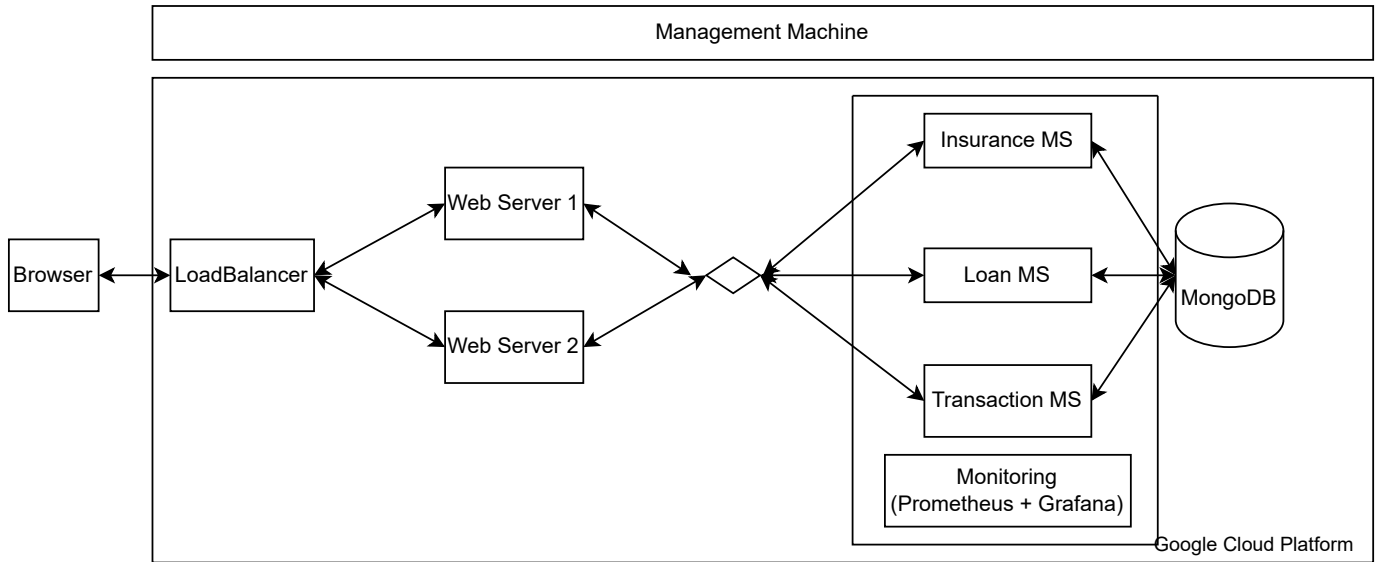 Management Machine
Insurance MS
Web Server 1
Browser
LoadBalancer
Loan MS
MongoDB
Web Server 2
Transaction MS
Monitoring
(Prometheus + Grafana)
Google Cloud Platform